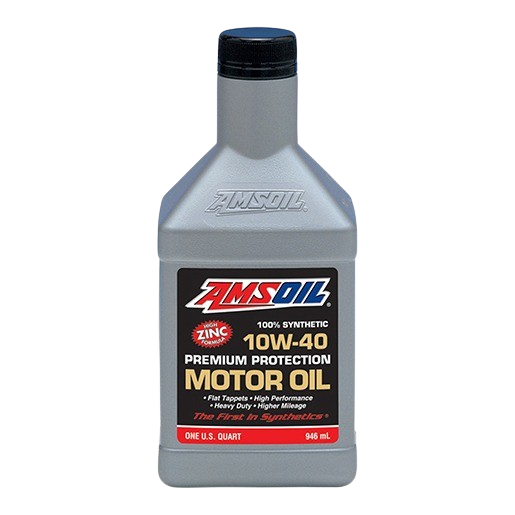 AMSOIL®
AMSOIL®
HIGH
ZINC
FORMULA
100% SYNTHETIC
10W-40
PREMIUM PROTECTION
MOTOR OIL
• Flat Tappets • High Performance
• Heavy Duty • Higher Mileage
The First in Synthetics®
ONE U.S. QUART 946 mL